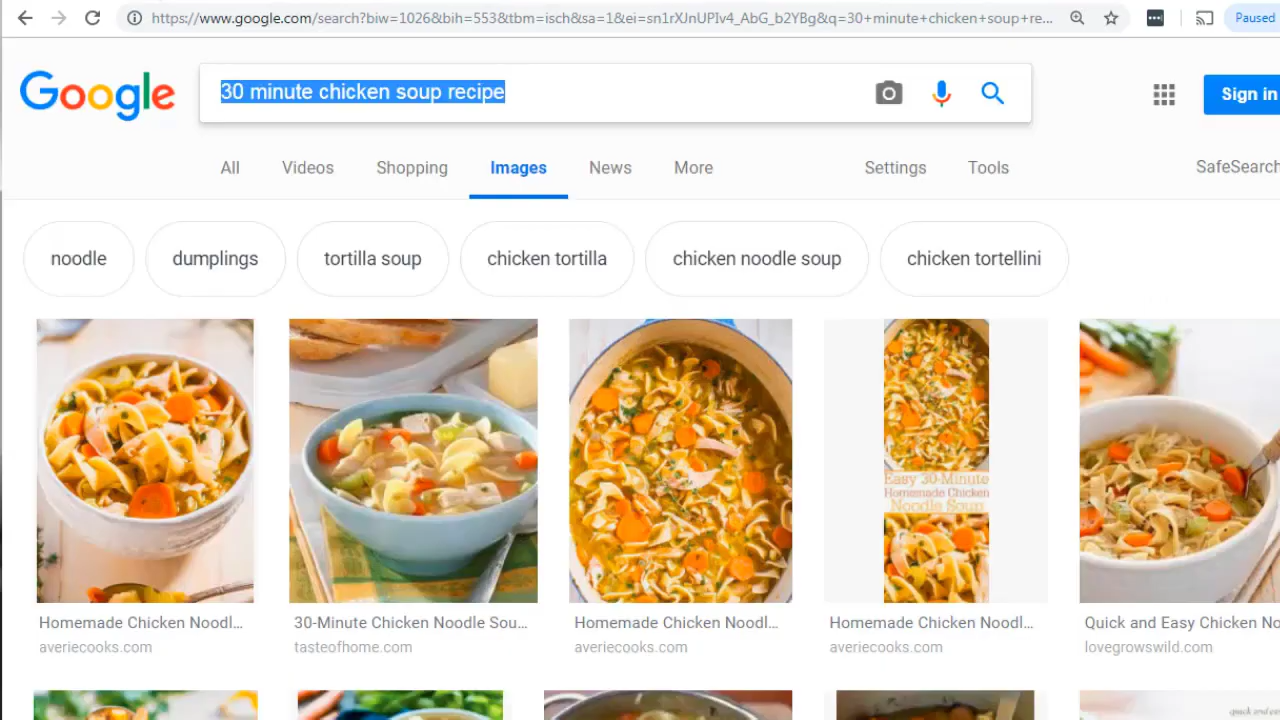 https://www.google.com/search?biw=1026&bih=553&tbm=isch&sa=1&ei=sn1rXJnUPIv4_AbG_b2YBg&q=30+minute+chicken+soup+re...
Paused
Google
30 minute chicken soup recipe
Sign in
All Videos Shopping Images News More Settings Tools SafeSearch
noodle dumplings tortilla soup chicken tortilla chicken noodle soup chicken tortellini
Easy 30-Minute
Homemade Chicken
Noodle Soup
Homemade Chicken Noodl... 30-Minute Chicken Noodle Sou... Homemade Chicken Noodl... Homemade Chicken Noodl... Quick and Easy Chicken No
averiecooks.com tasteofhome.com averiecooks.com averiecooks.com lovegrowswild.com
quick and eas